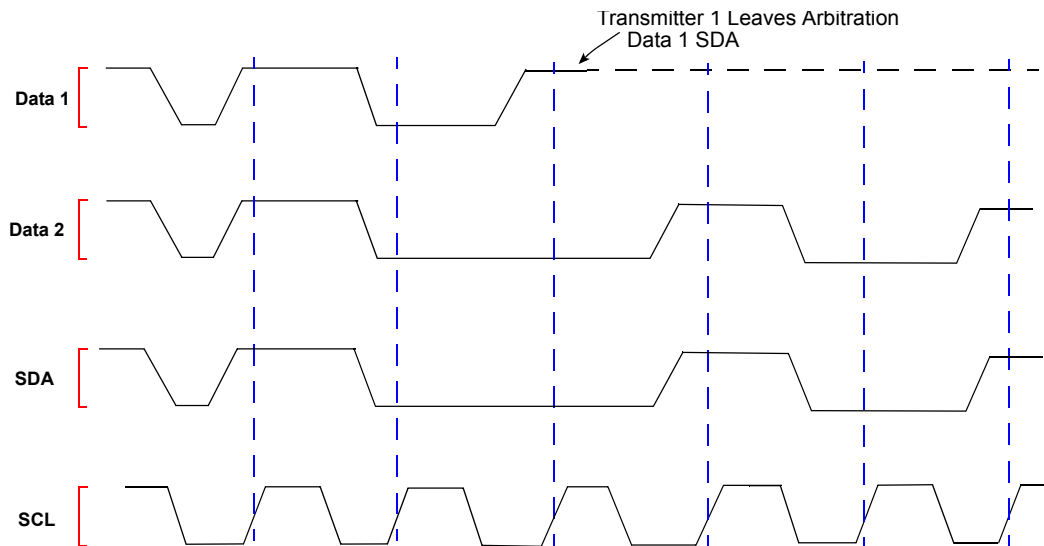 Transmitter 1 Leaves Arbitration
Data 1 SDA
Data 1
Data 2
SDA
SCL